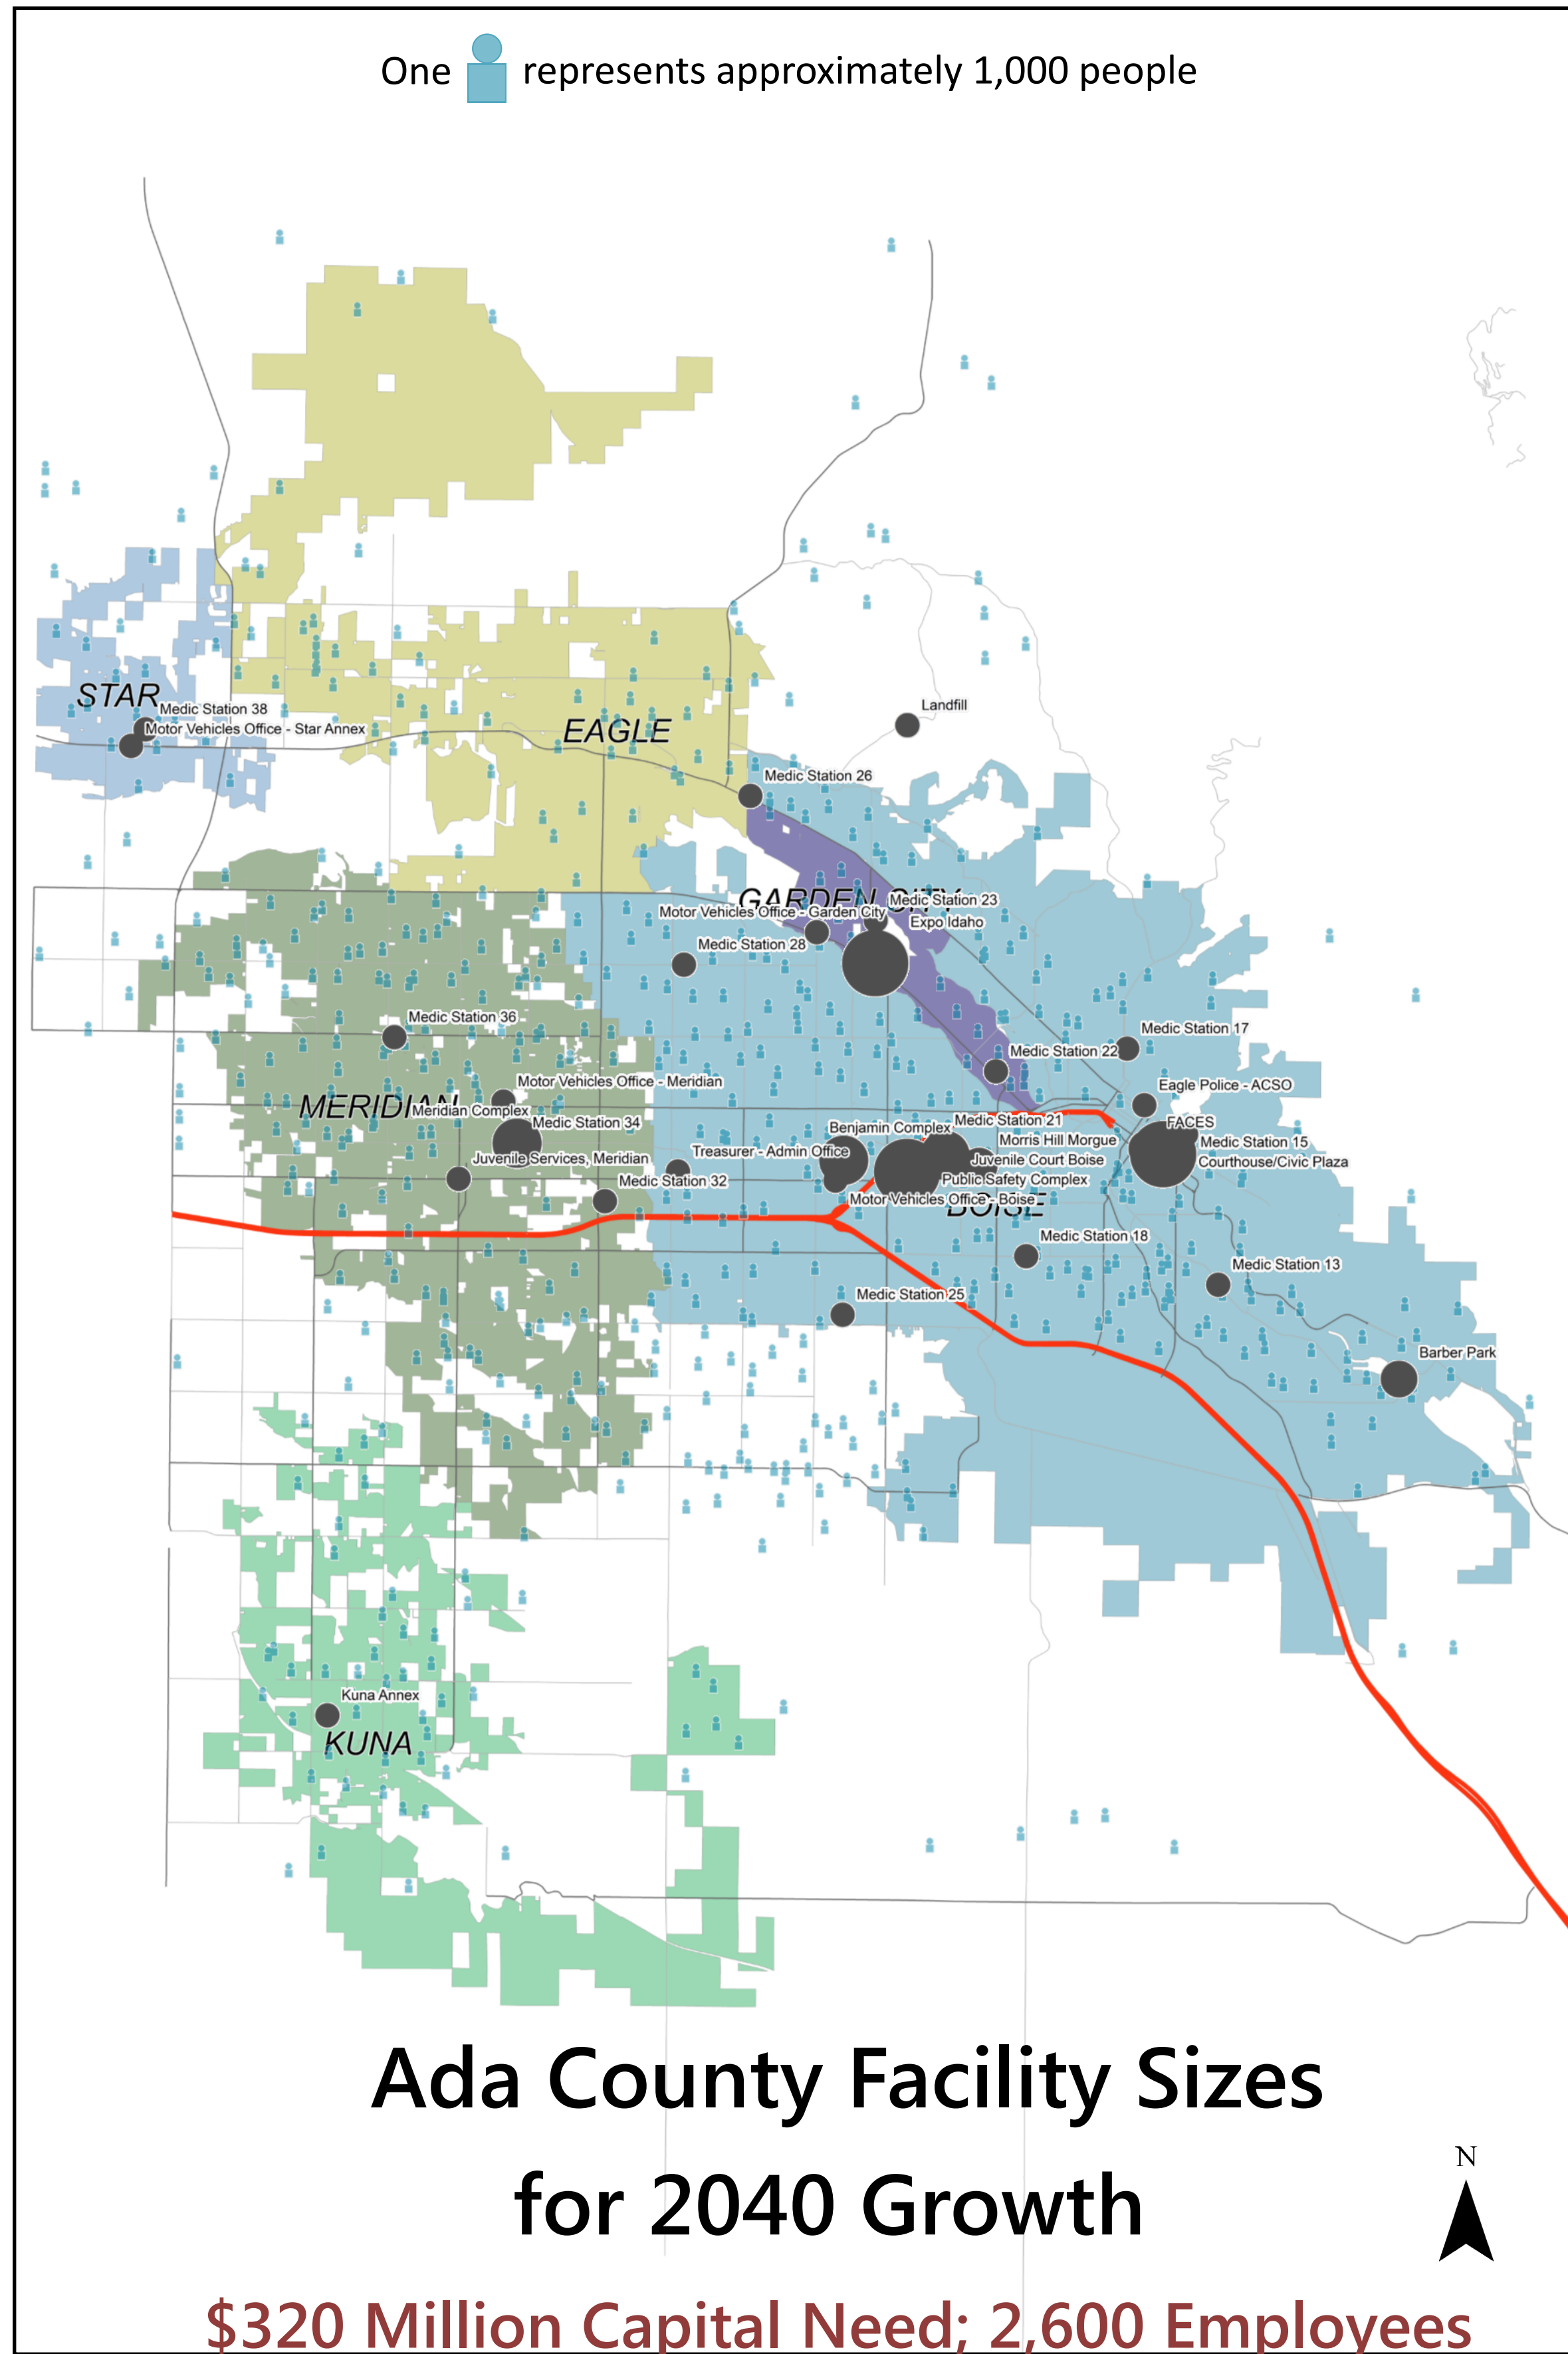 One represents approximately 1,000 people
STAR
Medic Station 38
Motor Vehicles Office - Star Annex
EAGLE
Landfill
Medic Station 26
GARDEN CITY
Medic Station 23
Motor Vehicles Office - Garden City
Expo Idaho
Medic Station 28
Medic Station 36
Medic Station 17
Medic Station 22
Motor Vehicles Office - Meridian
Eagle Police - ACSO
MERIDIAN
Meridian Complex
Medic Station 34
Medic Station 21
FACES
Benjamin Complex
Morris Hill Morgue
Medic Station 15
Treasurer - Admin Office
Juvenile Services, Meridian
Juvenile Court Boise
Courthouse/Civic Plaza
Medic Station 32
Public Safety Complex
Motor Vehicles Office - Boise
BOISE
Medic Station 18
Medic Station 13
Medic Station 25
Barber Park
Kuna Annex
KUNA
Ada County Facility Sizes
for 2040 Growth
N
$320 Million Capital Need; 2,600 Employees